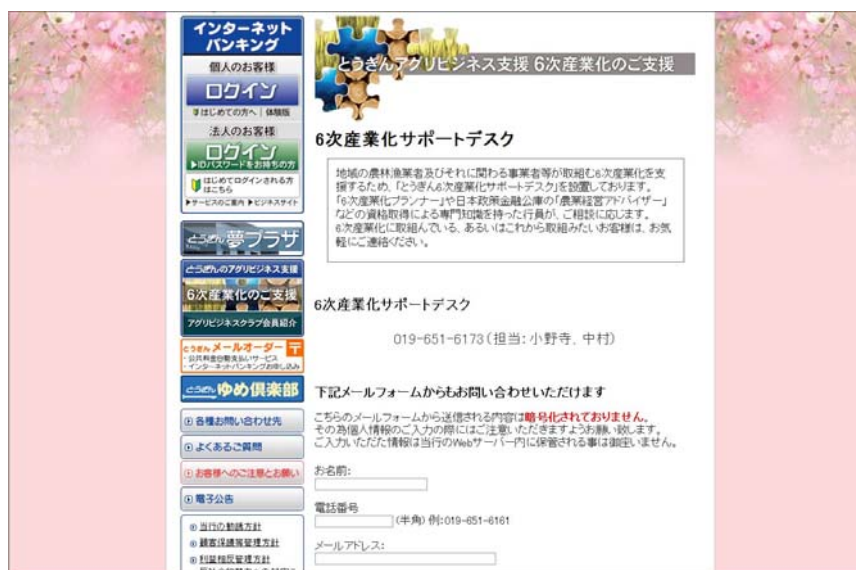 インターネット
バンキング
個人のお客様
ログイン
はじめての方へ | 体験版
法人のお客様
ログイン
▶IDパスワードをお持ちの方
はじめてログインされる方
はこちら
▶サービスのご案内 ▶ビジネスサイト
とうぎん夢プラザ
とうぎんのアグリビジネス支援
6次産業化のご支援
アグリビジネスクラブ会員紹介
とうぎんメールオーダー
・公共料金自動支払いサービス
・インターネットバンキングお申し込み
とうぎんゆめ倶楽部
各種お問い合わせ先
よくあるご質問
お客様へのご注意とお願い
電子公告
当行の勧誘方針
顧客保護等管理方針
利益相反管理方針
とうぎんアグリビジネス支援 6次産業化のご支援
6次産業化サポートデスク
地域の農林漁業者及びそれに関わる事業者等が取組む6次産業化を支
援するため、「とうぎん6次産業化サポートデスク」を設置しております。
「6次産業化プランナー」や日本政策金融公庫の「農業経営アドバイザー」
などの資格取得による専門知識を持った行員が、ご相談に応じます。
6次産業化に取組んでいる、あるいはこれから取組みたいお客様は、お気
軽にご連絡ください。
6次産業化サポートデスク
019-651-6173(担当:小野寺、中村)
下記メールフォームからもお問い合わせいただけます
こちらのメールフォームから送信される内容は暗号化されておりません。
その為個人情報のご入力の際にはご注意いただきますようお願い致します。
ご入力いただた情報は当行のWebサーバー内に保管される事は御座いません。
お名前:
電話番号
(半角) 例:019-651-6161
メールアドレス: